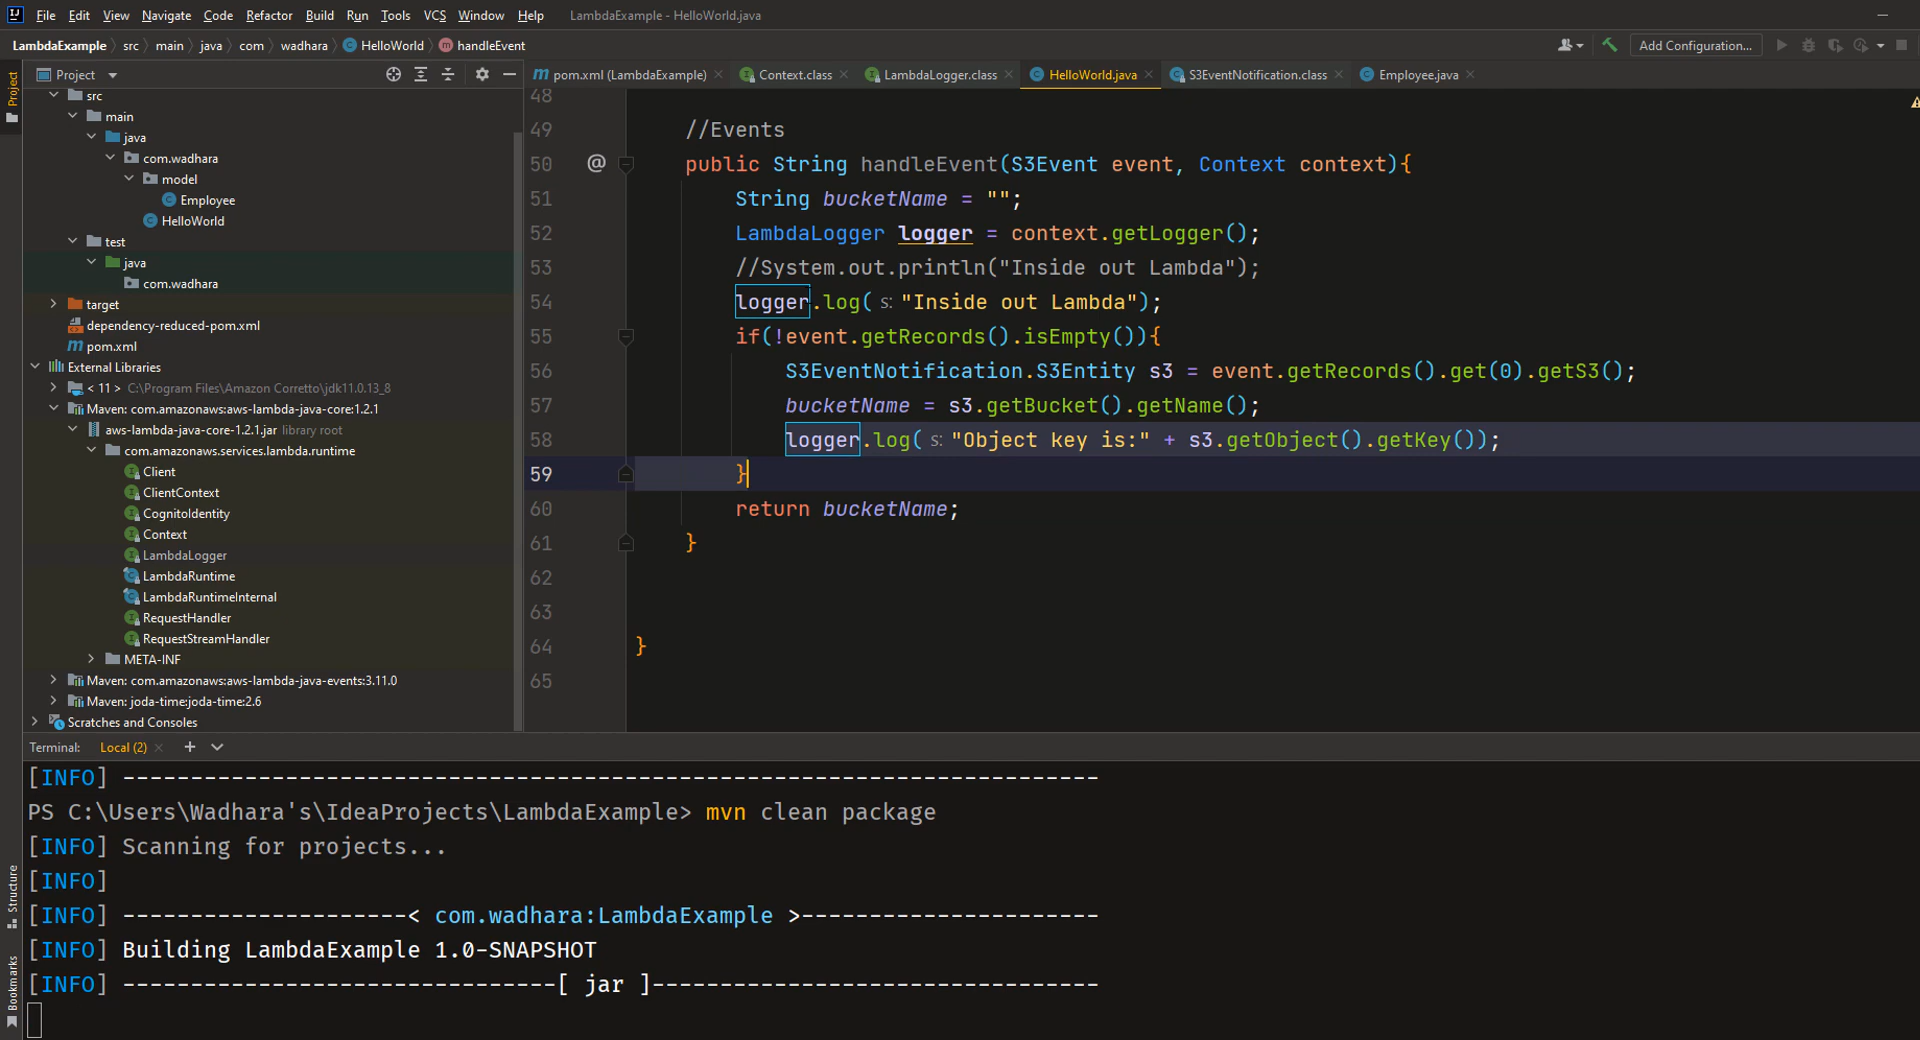 File Edit View Navigate Code Refactor Build Run Tools VCS Window Help LambdaExample - HelloWorld.java
LambdaExample src main java com wadhara HelloWorld handleEvent Add Configuration...
Project
Project
pom.xml (LambdaExample) Context.class LambdaLogger.class HelloWorld.java S3EventNotification.class Employee.java
src
main
java
com.wadhara
model
Employee
HelloWorld
test
java
com.wadhara
target
dependency-reduced-pom.xml
pom.xml
External Libraries
< 11 > C:\Program Files\Amazon Corretto\jdk11.0.13_8
Maven: com.amazonaws:aws-lambda-java-core:1.2.1
aws-lambda-java-core-1.2.1.jar library root
com.amazonaws.services.lambda.runtime
Client
ClientContext
CognitoIdentity
Context
LambdaLogger
LambdaRuntime
LambdaRuntimeInternal
RequestHandler
RequestStreamHandler
META-INF
Maven: com.amazonaws:aws-lambda-java-events:3.11.0
Maven: joda-time:joda-time:2.6
Scratches and Consoles
48
49 //Events
50 @ public String handleEvent(S3Event event, Context context){
51 String bucketName = "";
52 LambdaLogger logger = context.getLogger();
53 //System.out.println("Inside out Lambda");
54 logger.log( s: "Inside out Lambda");
55 if(!event.getRecords().isEmpty()){
56 S3EventNotification.S3Entity s3 = event.getRecords().get(0).getS3();
57 bucketName = s3.getBucket().getName();
58 logger.log( s: "Object key is:" + s3.getObject().getKey());
59 }
60 return bucketName;
61 }
62
63
64 }
65
Terminal: Local (2)
[INFO] ------------------------------------------------------------------------
PS C:\Users\Wadhara's\IdeaProjects\LambdaExample> mvn clean package
[INFO] Scanning for projects...
[INFO]
[INFO] ---------------------< com.wadhara:LambdaExample >----------------------
[INFO] Building LambdaExample 1.0-SNAPSHOT
[INFO] --------------------------------[ jar ]---------------------------------
Structure
Bookmarks